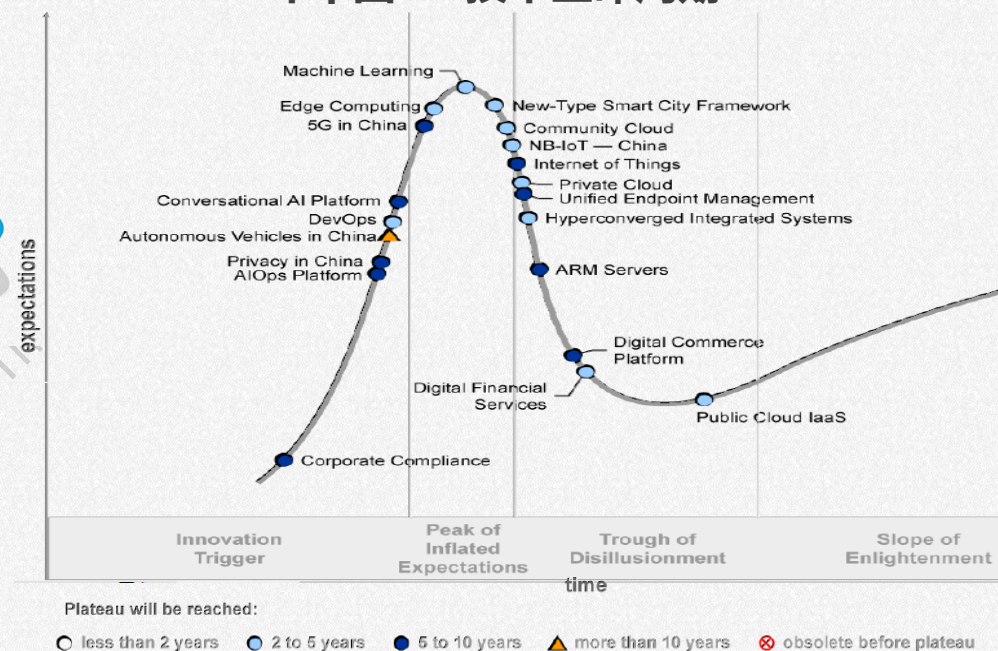 Machine Learning
Edge Computing
5G in China
New-Type Smart City Framework
Community Cloud
NB-IoT — China
Internet of Things
Private Cloud
Unified Endpoint Management
Hyperconverged Integrated Systems
Conversational AI Platform
DevOps
Autonomous Vehicles in China
Privacy in China
AIOps Platform
ARM Servers
Digital Commerce
Platform
Digital Financial
Services
Public Cloud IaaS
Corporate Compliance
expectations
Innovation
Trigger
Peak of
Inflated
Expectations
Trough of
Disillusionment
Slope of
Enlightenment
time
Plateau will be reached:
less than 2 years
2 to 5 years
5 to 10 years
more than 10 years
obsolete before plateau